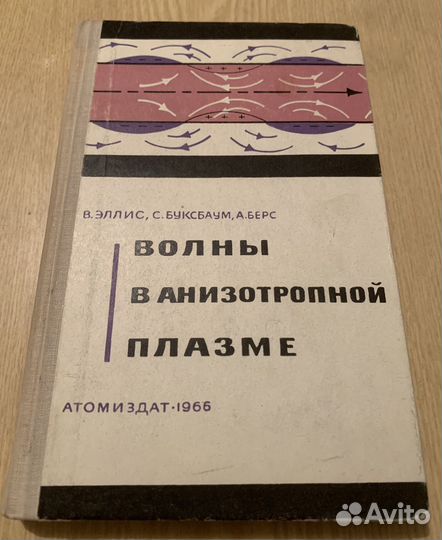 В. ЭЛЛИС, С. БУКСБАУМ, А. БЕРС
ВОЛНЫ
В АНИЗОТРОПНОЙ
ПЛАЗМЕ
АТОМИЗДАТ·1966
Avito